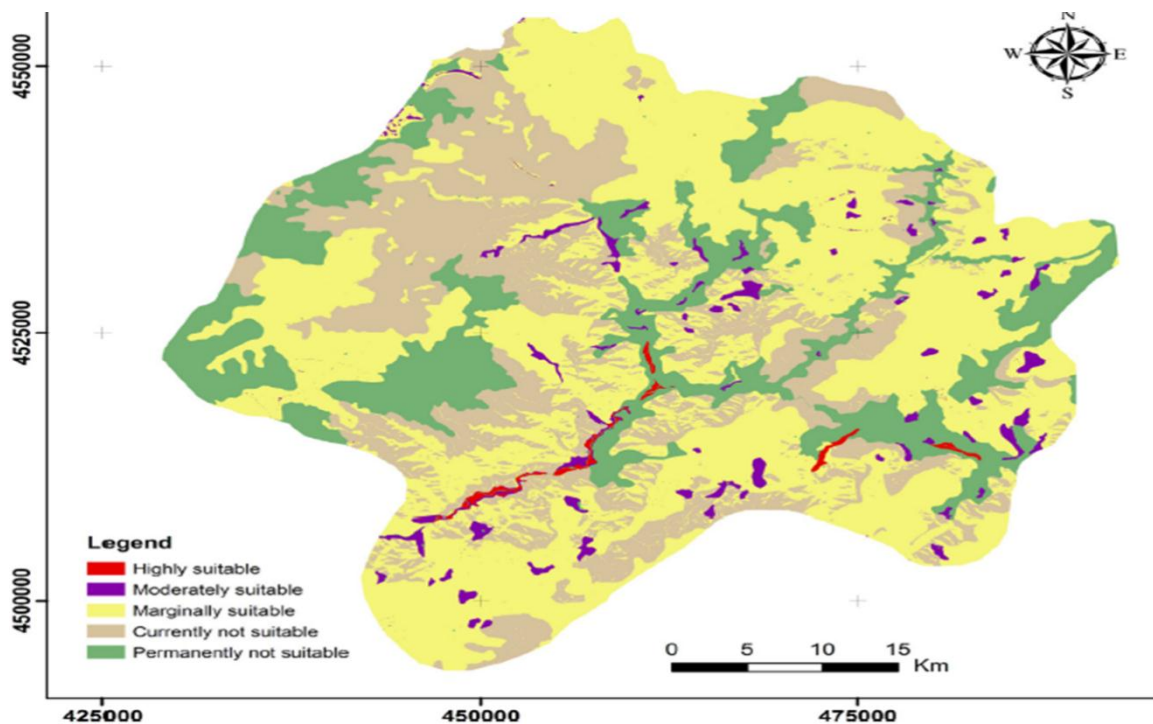 N
W E
S
4550000
4525000
4500000
Legend
Highly suitable
Moderately suitable
Marginally suitable
Currently not suitable
Permanently not suitable
0 5 10 15
Km
425000 450000 475000